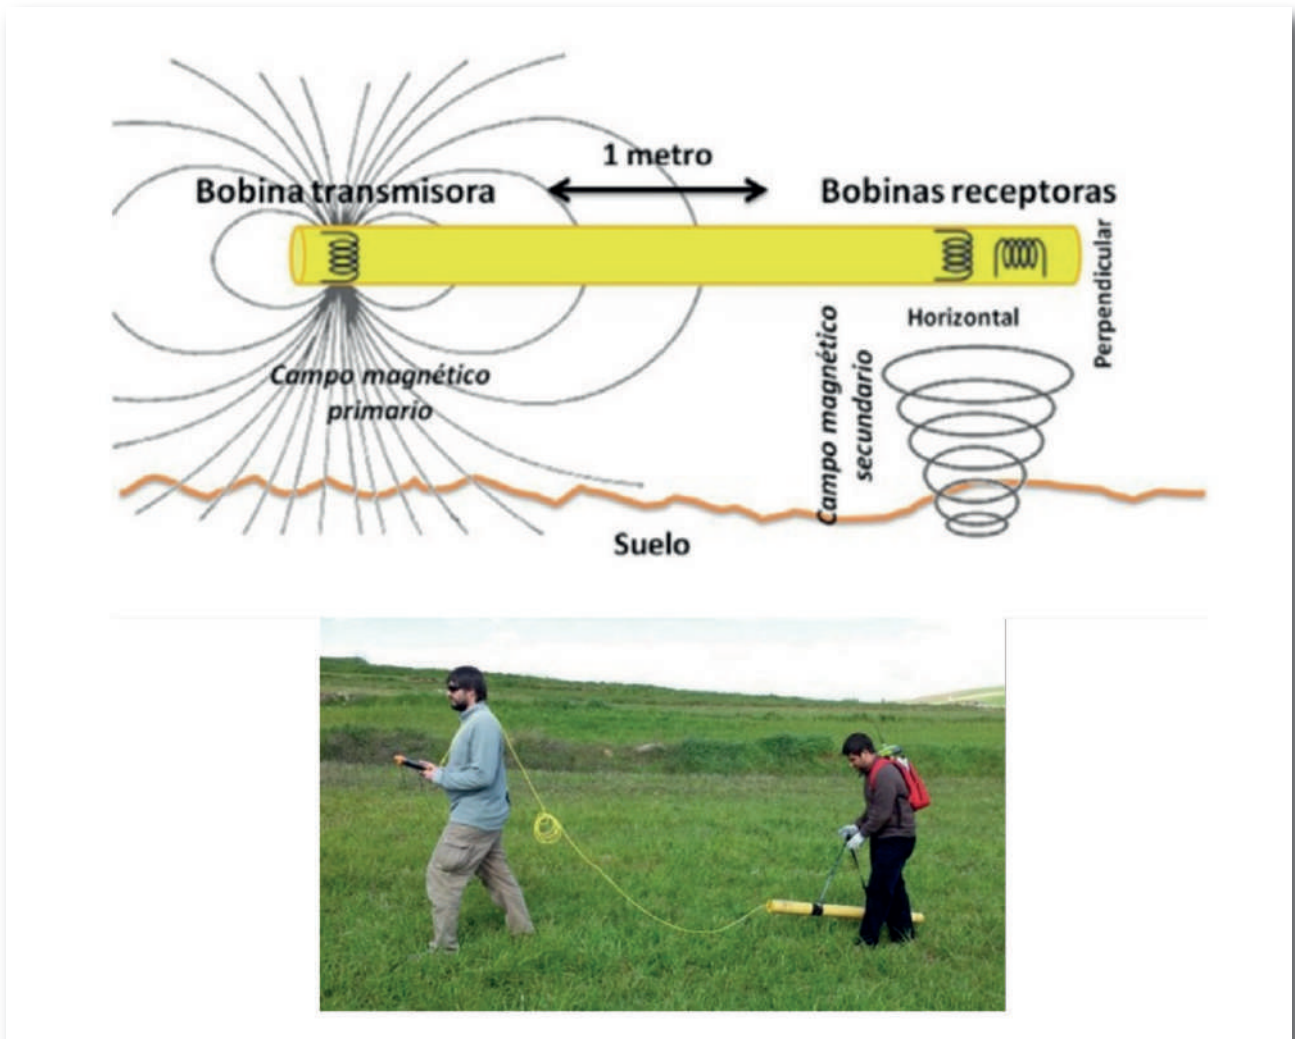 1 metro
Bobina transmisora
Bobinas receptoras
Perpendicular
Horizontal
Campo magnético
secundario
Campo magnético
primario
Suelo